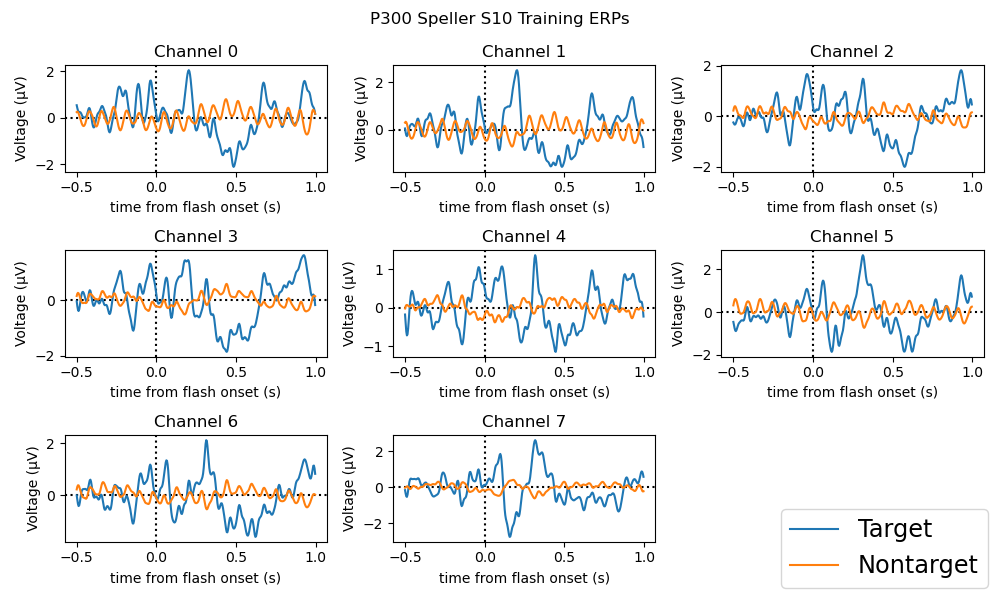 P300 Speller S10 Training ERPs
Channel 0
Channel 1
Channel 2
Voltage (μV)
2
0
−2
−0.5
0.0
0.5
1.0
time from flash onset (s)
Voltage (μV)
2
0
−0.5
0.0
0.5
1.0
time from flash onset (s)
Voltage (μV)
2
0
−2
−0.5
0.0
0.5
1.0
time from flash onset (s)
Channel 3
Channel 4
Channel 5
Voltage (μV)
0
−2
−0.5
0.0
0.5
1.0
time from flash onset (s)
Voltage (μV)
1
0
−1
−0.5
0.0
0.5
1.0
time from flash onset (s)
Voltage (μV)
2
0
−2
−0.5
0.0
0.5
1.0
time from flash onset (s)
Channel 6
Channel 7
Voltage (μV)
2
0
−0.5
0.0
0.5
1.0
time from flash onset (s)
Voltage (μV)
2
0
−2
−0.5
0.0
0.5
1.0
time from flash onset (s)
Target
Nontarget